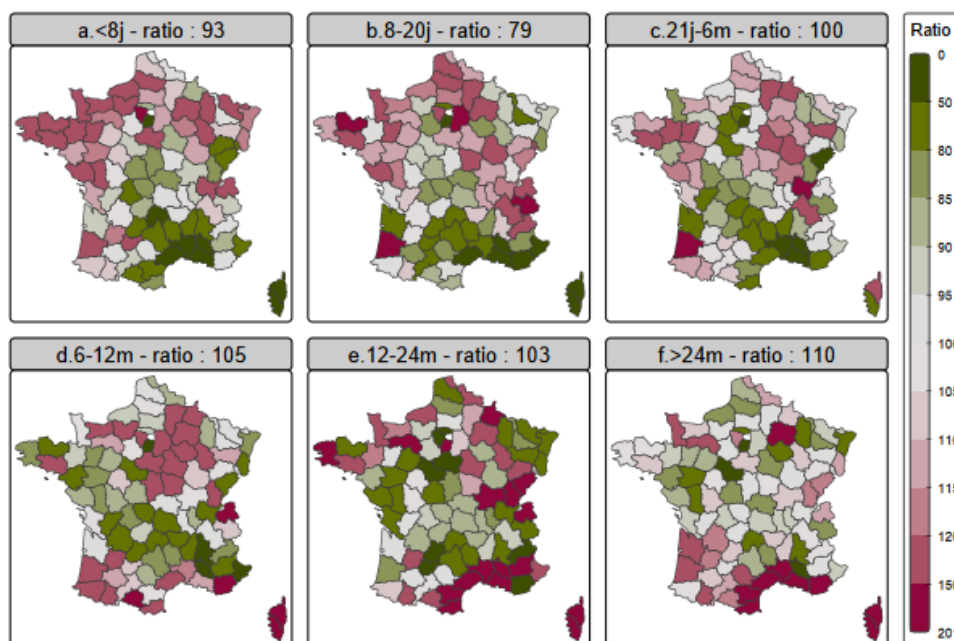 a.<8j - ratio : 93
b.8-20j - ratio : 79
c.21j-6m - ratio : 100
Ratio
0
50
80
85
90
95
100
105
110
115
120
150
201
d.6-12m - ratio : 105
e.12-24m - ratio : 103
f.>24m - ratio : 110